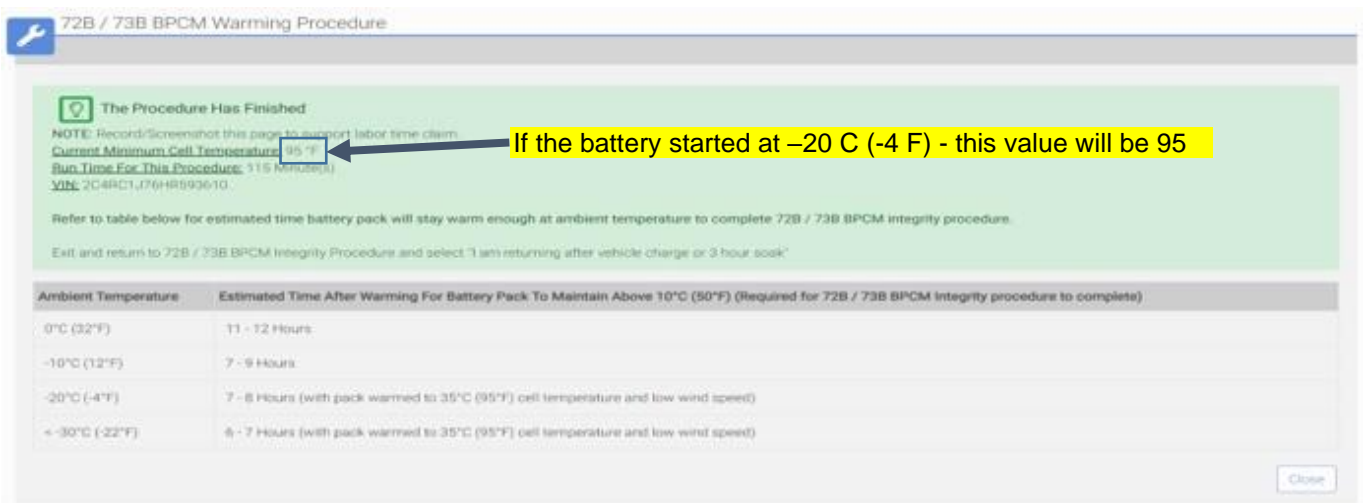 72B / 73B BPCM Warming Procedure
The Procedure Has Finished
NOTE: Record/Screenshot this page to support labor time claim
Current Minimum Cell Temperature: 95 °F
If the battery started at –20 C (-4 F) - this value will be 95
Run Time For This Procedure: 115 Minute(s)
VIN: 2C4RC1J76HR593610
Refer to table below for estimated time battery pack will stay warm enough at ambient temperature to complete 72B / 73B BPCM integrity procedure.
Exit and return to 72B / 73B BPCM Integrity Procedure and select "I am returning after vehicle charge or 3 hour soak"
Ambient Temperature Estimated Time After Warming For Battery Pack To Maintain Above 10°C (50°F) (Required for 72B / 73B BPCM Integrity procedure to complete)
0°C (32°F) 11 - 12 Hours
-10°C (12°F) 7 - 9 Hours
-20°C (-4°F) 7 - 8 Hours (with pack warmed to 35°C (95°F) cell temperature and low wind speed)
< -30°C (-22°F) 6 - 7 Hours (with pack warmed to 35°C (95°F) cell temperature and low wind speed)
Close